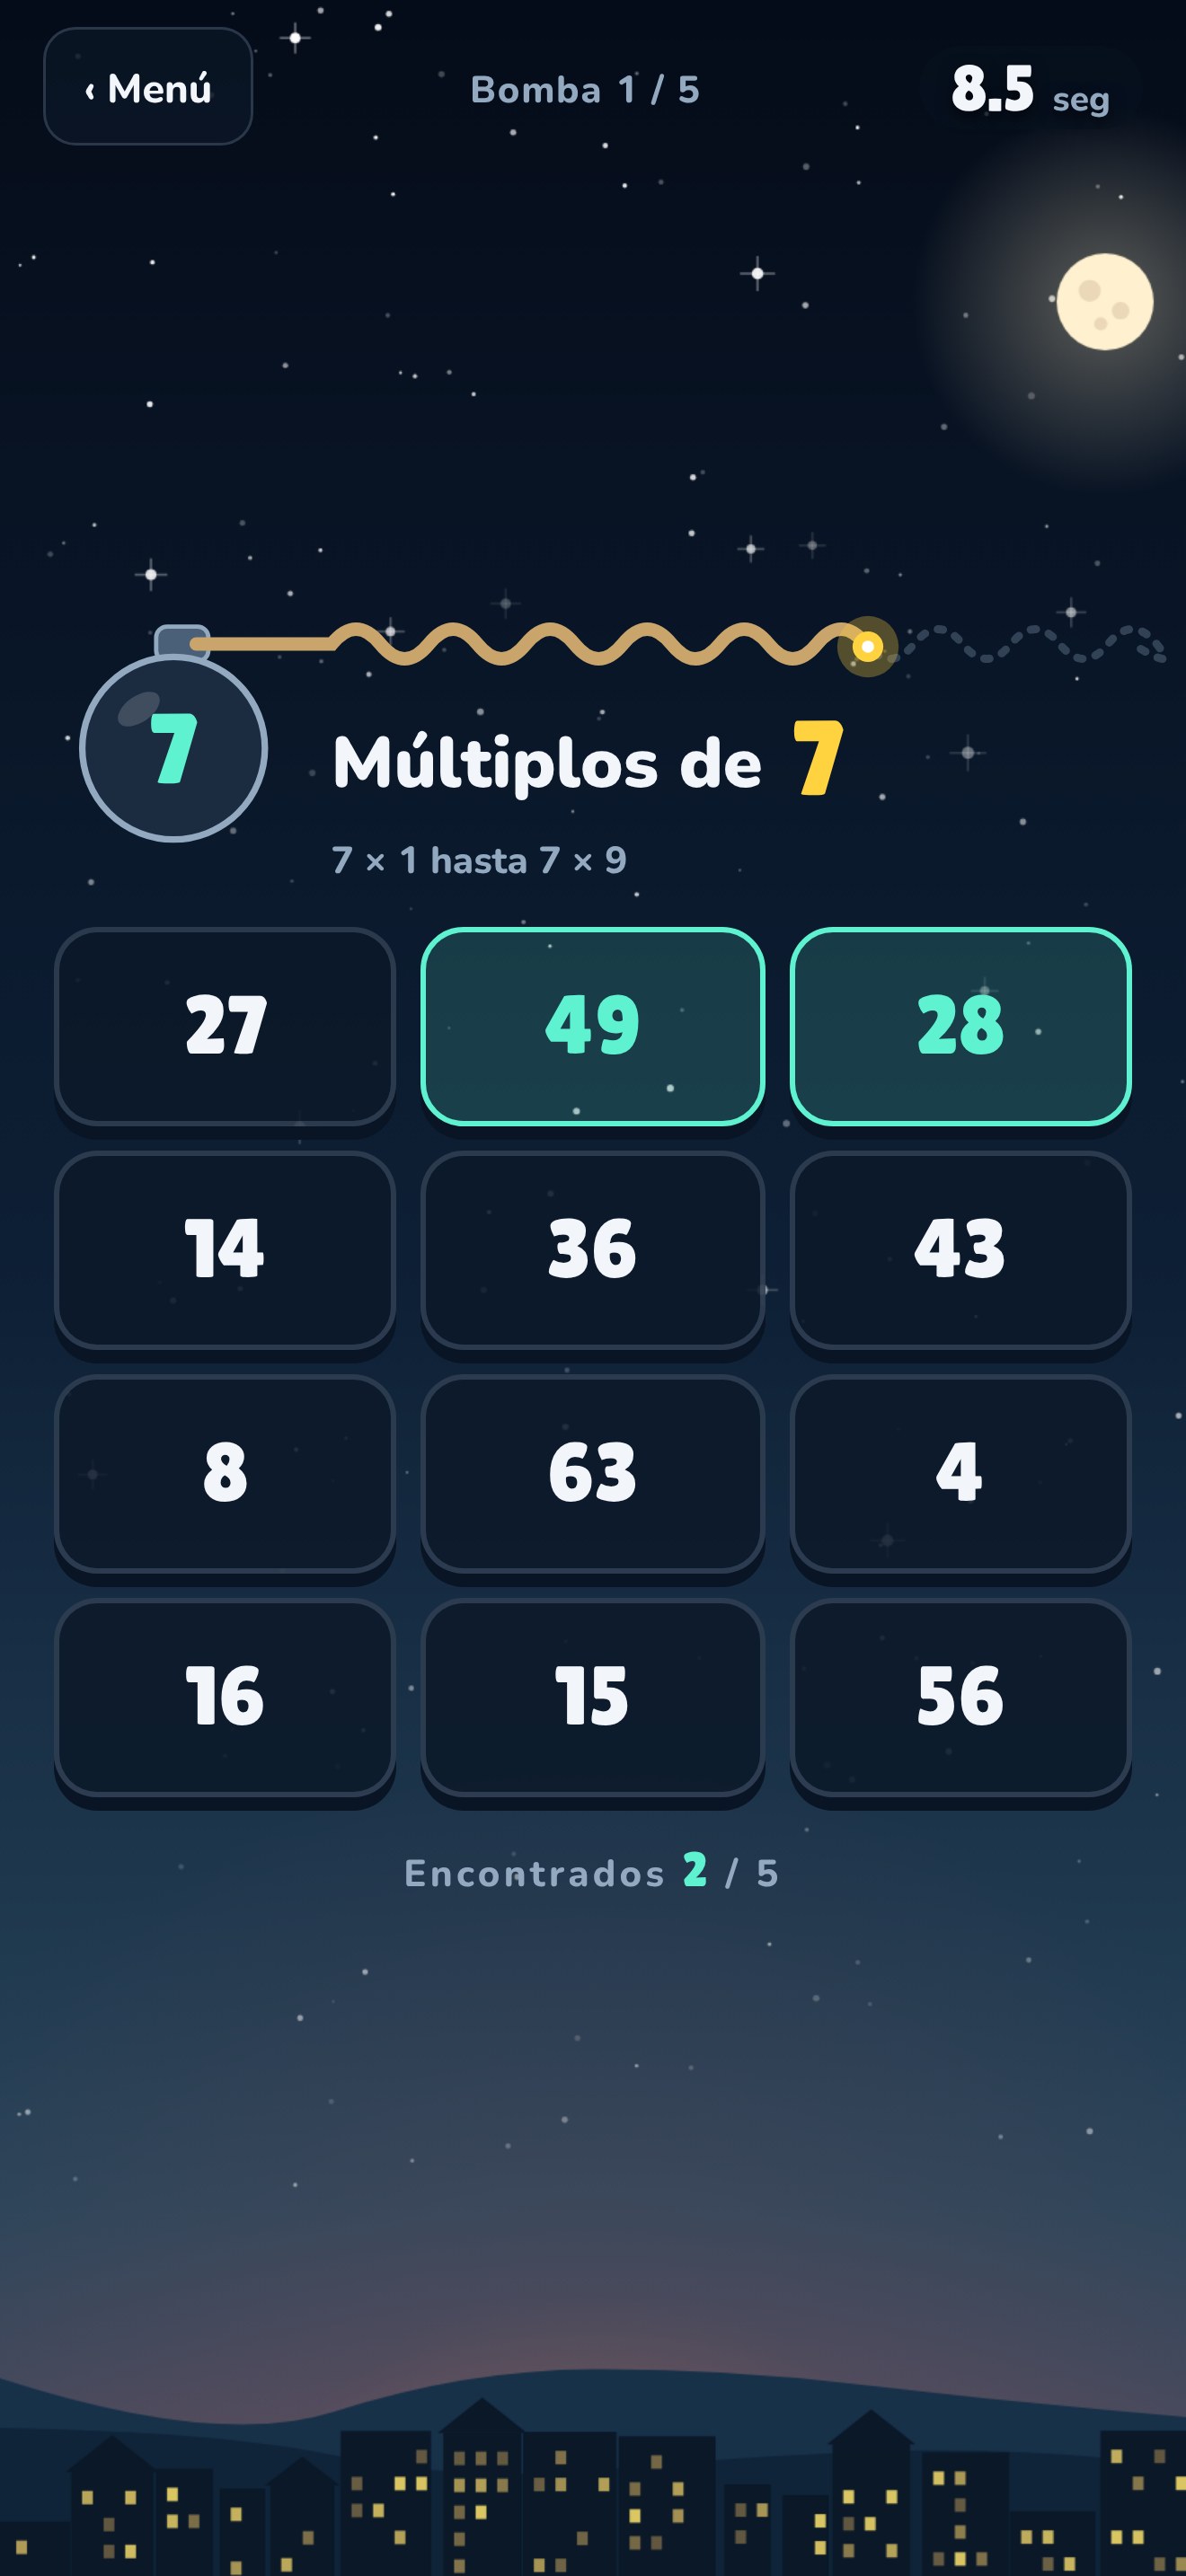 ‹ Menú
Bomba 1 / 5
8.5 seg
7
Múltiplos de 7
7 × 1 hasta 7 × 9
27 49 28
14 36 43
8 63 4
16 15 56
Encontrados 2 / 5